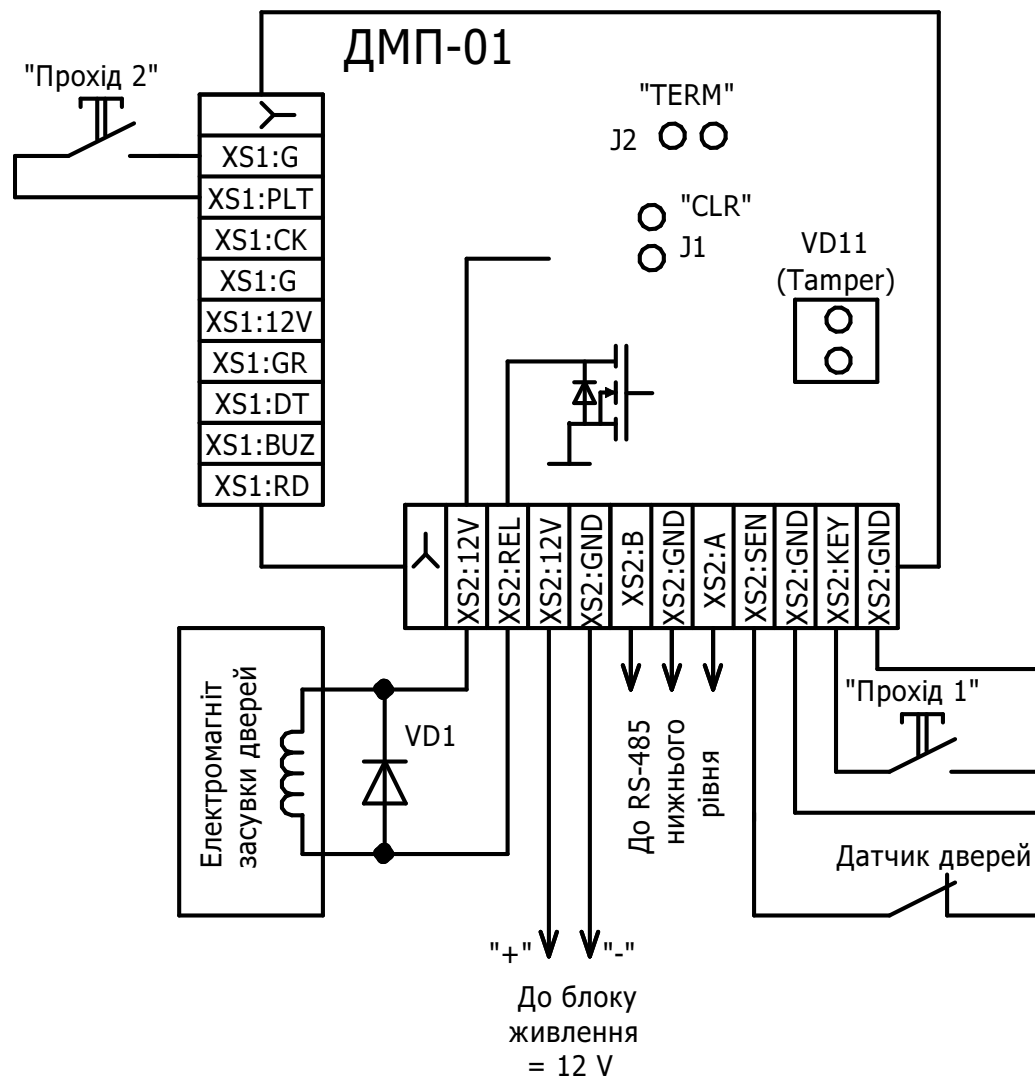 ДМП-01
"Прохід 2"
"TERM"
J2
XS1:G
XS1:PLT
XS1:CK
XS1:G
XS1:12V
XS1:GR
XS1:DT
XS1:BUZ
XS1:RD
"CLR"
J1
VD11
(Tamper)
XS2:12V
XS2:REL
XS2:12V
XS2:GND
XS2:B
XS2:GND
XS2:A
XS2:SEN
XS2:GND
XS2:KEY
XS2:GND
Електромагніт
засувки дверей
VD1
До RS-485
нижнього
рівня
"Прохід 1"
Датчик дверей
"+"
"-"
До блоку
живлення
= 12 V